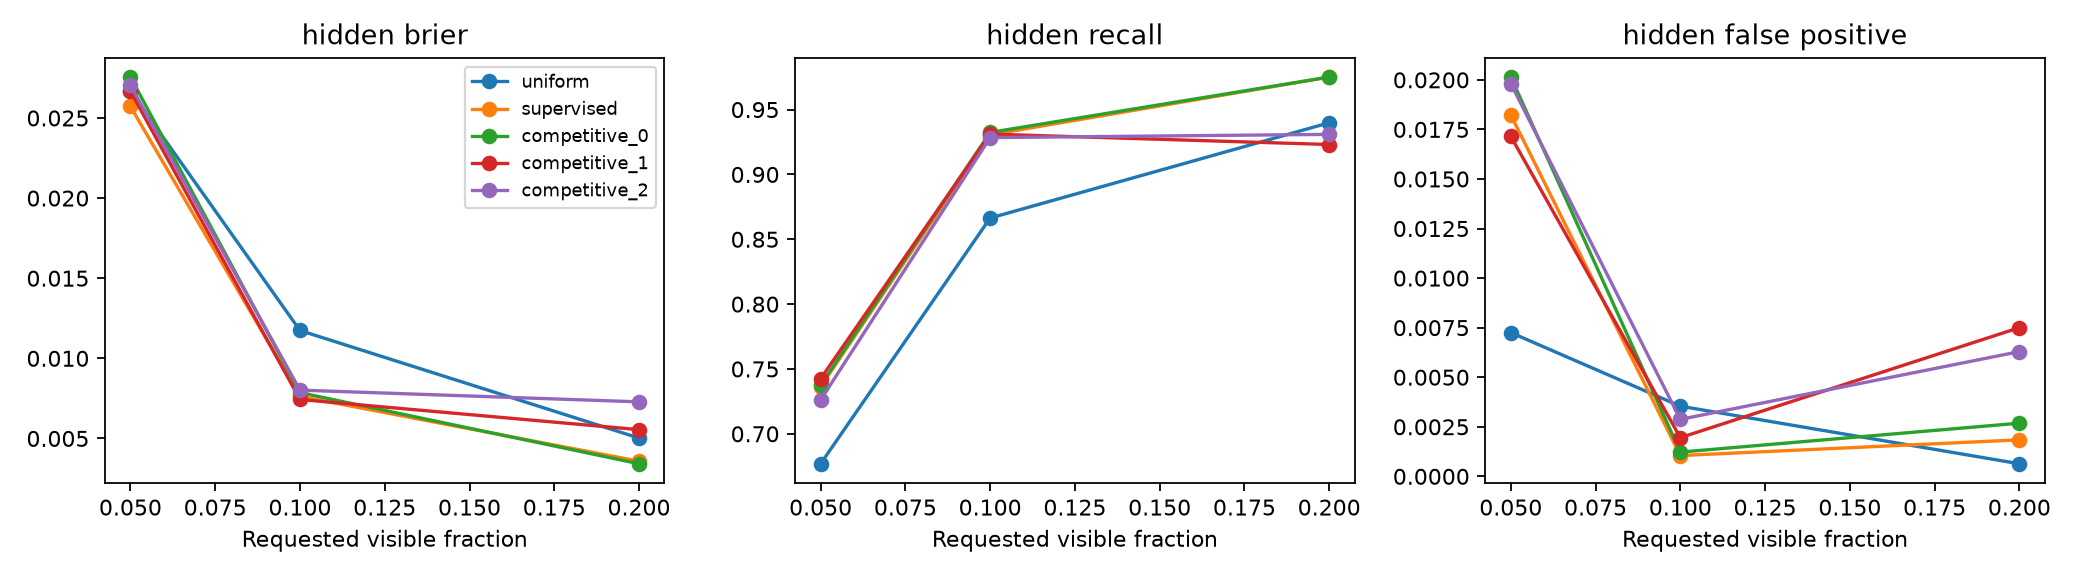 hidden brier
0.025
0.020
0.015
0.010
0.005
uniform
supervised
competitive_0
competitive_1
competitive_2
0.050 0.075 0.100 0.125 0.150 0.175 0.200
Requested visible fraction
hidden recall
0.95
0.90
0.85
0.80
0.75
0.70
0.050 0.075 0.100 0.125 0.150 0.175 0.200
Requested visible fraction
hidden false positive
0.0200
0.0175
0.0150
0.0125
0.0100
0.0075
0.0050
0.0025
0.0000
0.050 0.075 0.100 0.125 0.150 0.175 0.200
Requested visible fraction